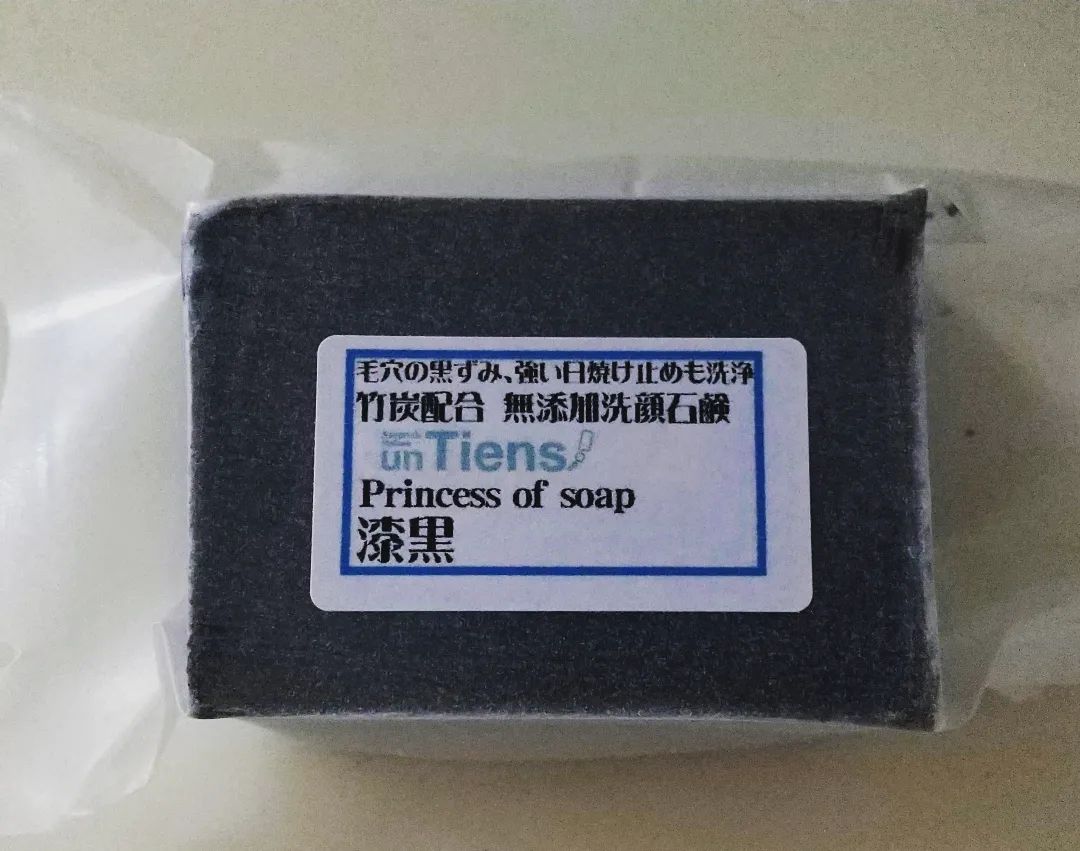 毛穴の黒ずみ、強い日焼け止めも洗浄
竹炭配合 無添加洗顔石鹸
un Tiens
Princess of soap
漆黒